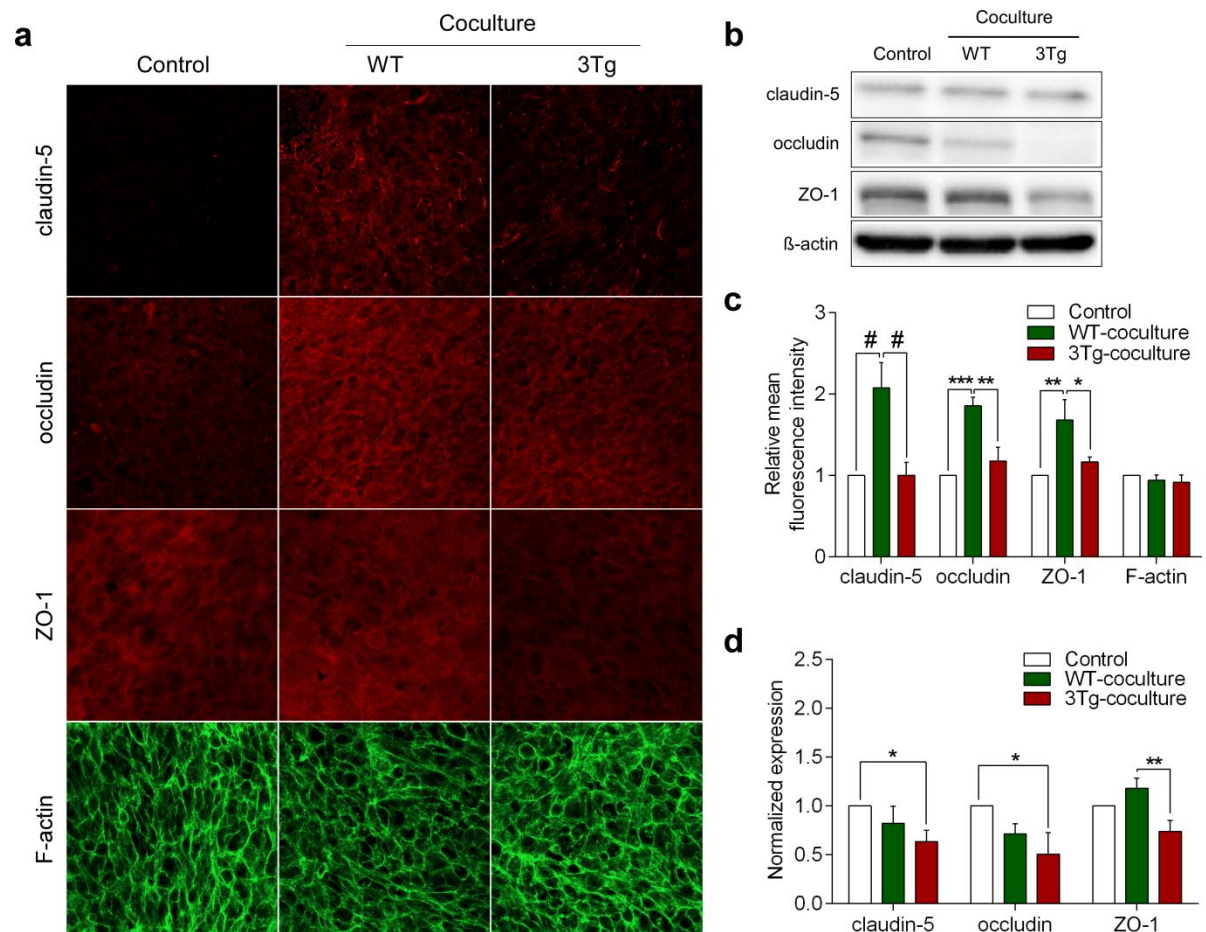 a
Coculture
Control
WT
3Tg
claudin-5
occludin
ZO-1
F-actin
b
Coculture
Control
WT
3Tg
claudin-5
occludin
ZO-1
ß-actin
c
Control
WT-coculture
3Tg-coculture
Relative mean
fluorescence intensity
3
2
1
0
# #
*** **
** *
claudin-5
occludin
ZO-1
F-actin
d
Control
WT-coculture
3Tg-coculture
Normalized expression
2.5
2.0
1.5
1.0
0.5
0.0
*
*
**
claudin-5
occludin
ZO-1